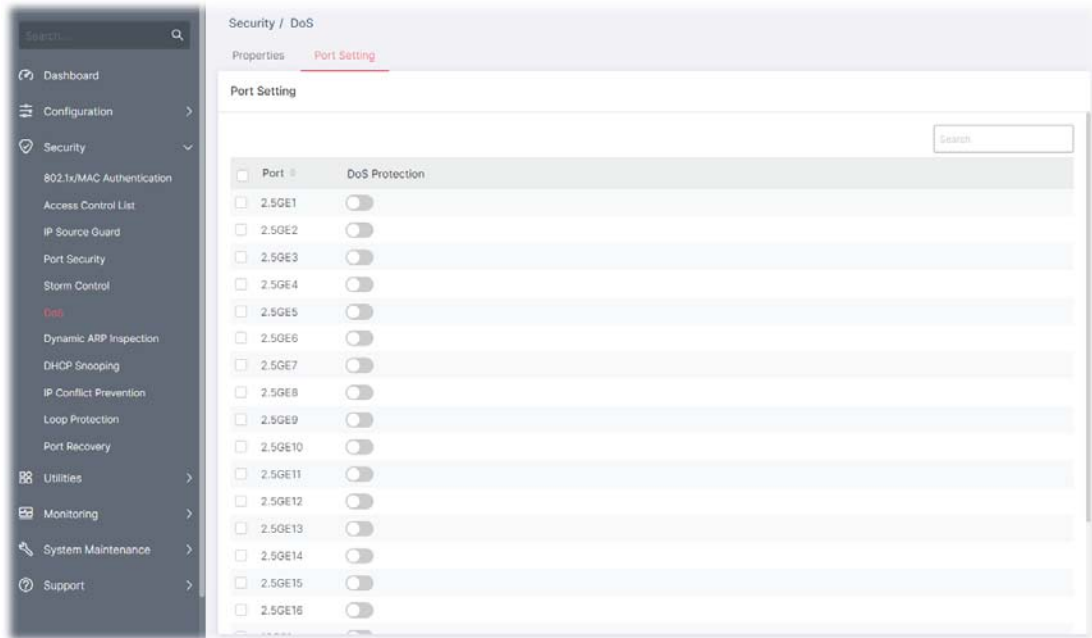 Search...
Dashboard
Configuration
Security
802.1x/MAC Authentication
Access Control List
IP Source Guard
Port Security
Storm Control
DoS
Dynamic ARP Inspection
DHCP Snooping
IP Conflict Prevention
Loop Protection
Port Recovery
Utilities
Monitoring
System Maintenance
Support
Security / DoS
Properties Port Setting
Port Setting
Search
Port DoS Protection
2.5GE1
2.5GE2
2.5GE3
2.5GE4
2.5GE5
2.5GE6
2.5GE7
2.5GE8
2.5GE9
2.5GE10
2.5GE11
2.5GE12
2.5GE13
2.5GE14
2.5GE15
2.5GE16